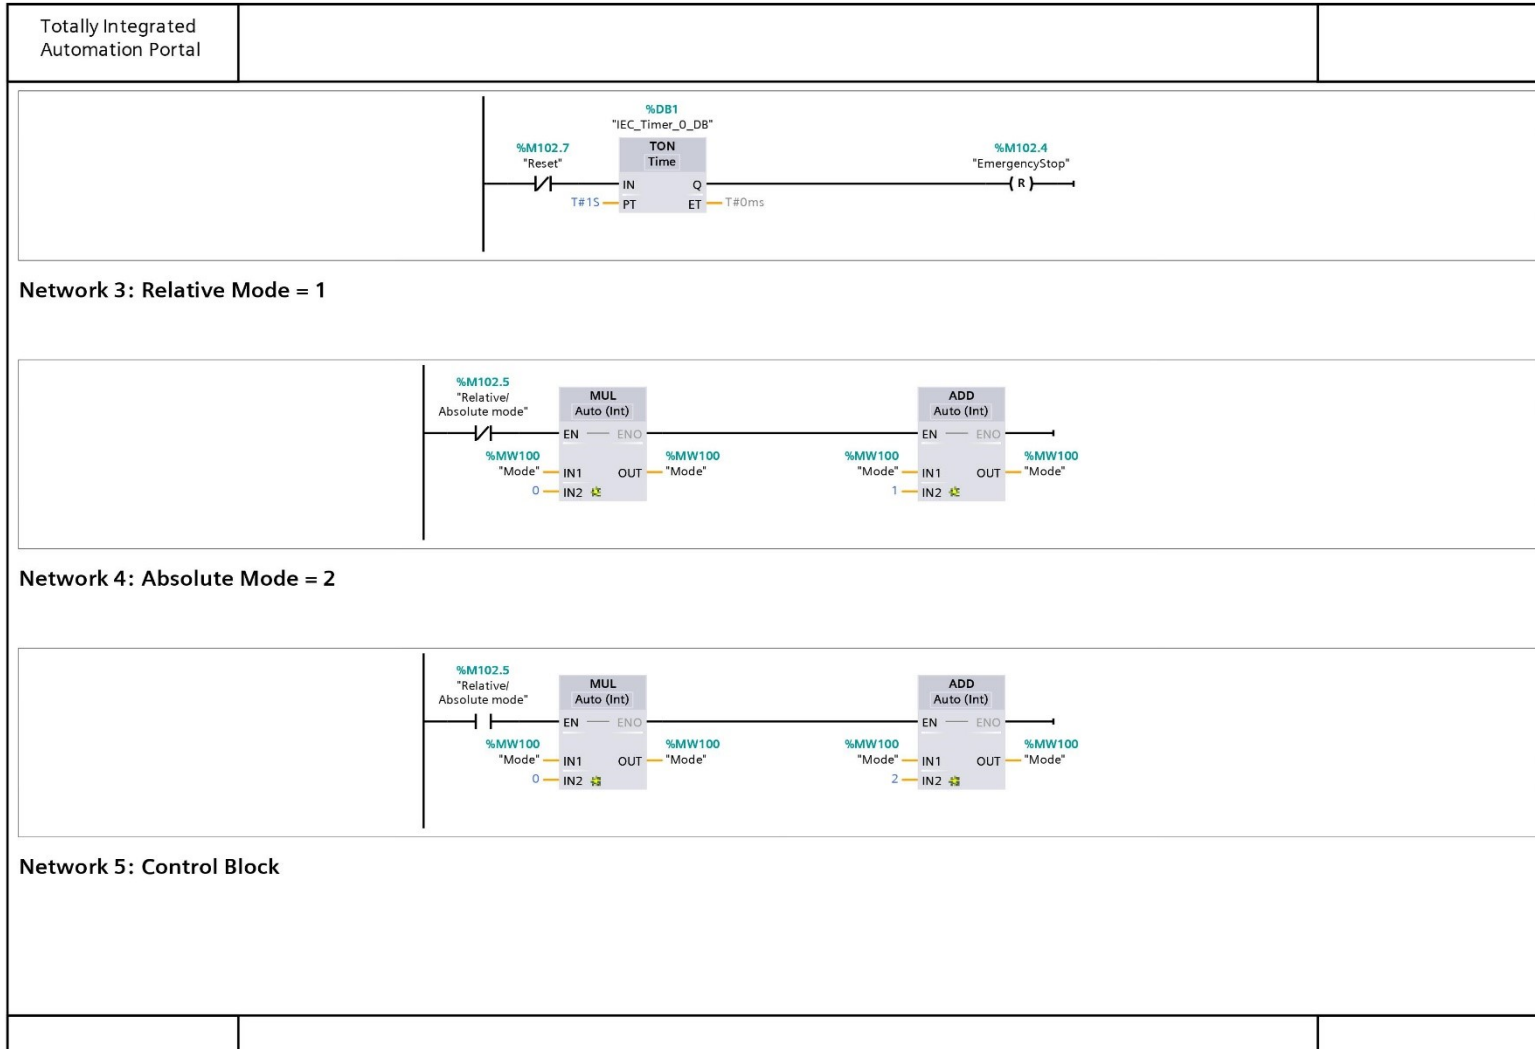 Totally Integrated
Automation Portal
%DB1
"IEC_Timer_0_DB"
%M102.7
"Reset"
TON
Time
%M102.4
"EmergencyStop"
IN
Q
R
T#1S
PT
ET
T#0ms
Network 3: Relative Mode = 1
%M102.5
"Relative/
Absolute mode"
MUL
Auto (Int)
ADD
Auto (Int)
EN
ENO
EN
ENO
%MW100
"Mode"
IN1
OUT
%MW100
"Mode"
%MW100
"Mode"
IN1
OUT
%MW100
"Mode"
0
IN2
1
IN2
Network 4: Absolute Mode = 2
%M102.5
"Relative/
Absolute mode"
MUL
Auto (Int)
ADD
Auto (Int)
EN
ENO
EN
ENO
%MW100
"Mode"
IN1
OUT
%MW100
"Mode"
%MW100
"Mode"
IN1
OUT
%MW100
"Mode"
0
IN2
2
IN2
Network 5: Control Block